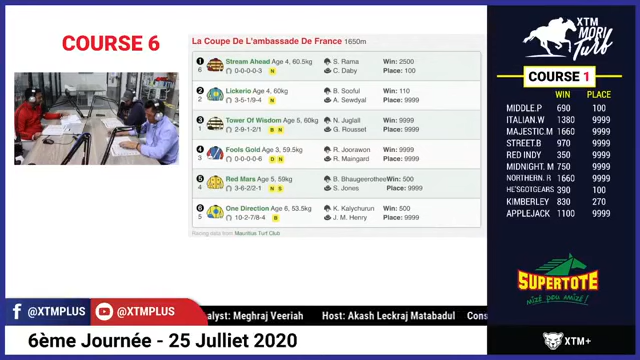 COURSE 6
La Coupe De L'ambassade De France 1650m
1 Stream Ahead Age 4, 60.5kg S. Rama Win: 2500
6 0-0-0-0-3 N C. Daby Place: 100
2 Lickerio Age 4, 60kg B. Sooful Win: 110
2 3-5-1/9-4 N A. Sewdyal Place: 9999
3 Tower Of Wisdom Age 5, 60kg N. Juglall Win: 9999
1 2-9-1-2/1 B N G. Rousset Place: 9999
4 Fools Gold Age 3, 59.5kg R. Joorawon Win: 9999
3 0-0-0-0-6 D N R. Maingard Place: 9999
5 Red Mars Age 5, 59kg B. Bhaugeerothee Win: 500
4 3-6-2/2-1 N S S. Jones Place: 9999
6 One Direction Age 6, 53.5kg K. Kalychurun Win: 500
5 10-2-7/8-4 B J. M. Henry Place: 9999
Racing data from Mauritius Turf Club
XTM
MORI
Turf
COURSE 1
WIN PLACE
MIDDLE.P 690 100
ITALIAN.W 1380 9999
MAJESTIC.M 1660 9999
STREET.B 970 9999
RED INDY 350 9999
MIDNIGHT. M 750 9999
NORTHERN. R 1660 9999
HE'SGOTGEARS 390 100
KIMBERLEY 830 270
APPLEJACK 1100 9999
SUPERTOTE
mizé peu amizé!
f @XTMPLUS @XTMPLUS
alyst: Meghraj Veeriah Host: Akash Leckraj Matabadul Cons
6ème Journée - 25 Julliet 2020
XTM+